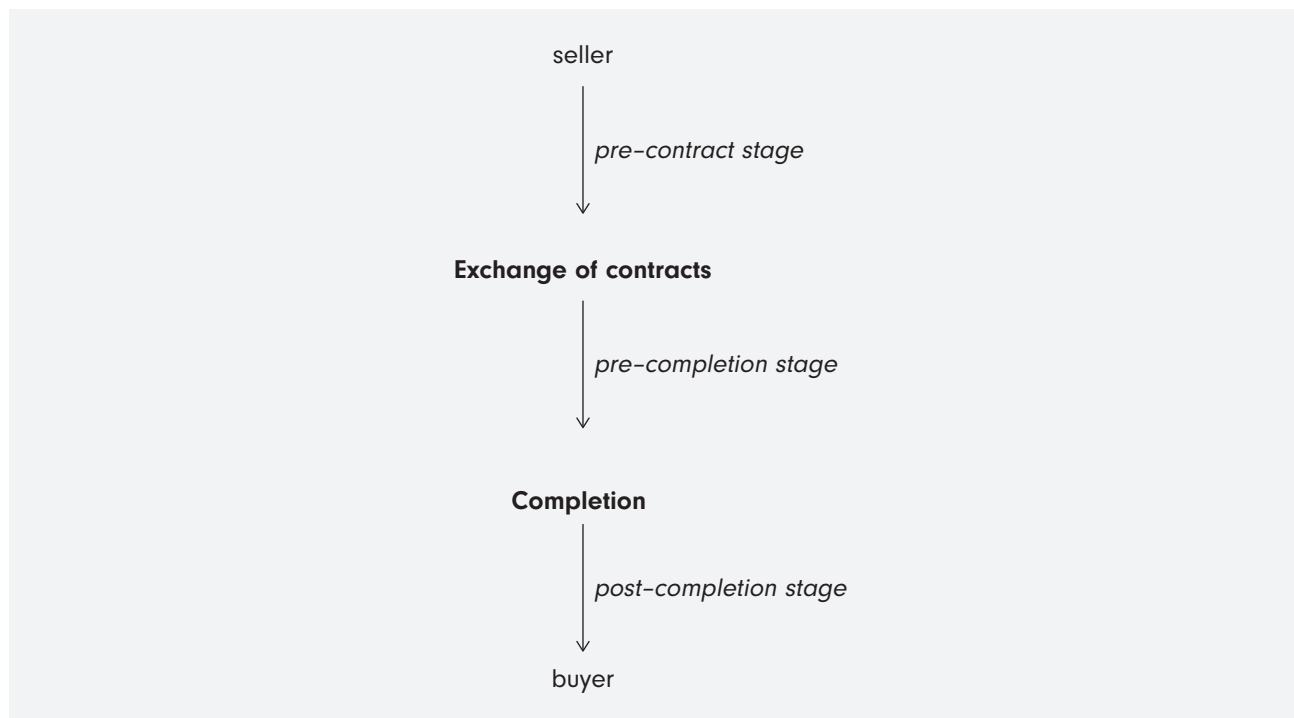 seller
pre-contract stage
Exchange of contracts
pre-completion stage
Completion
post-completion stage
buyer